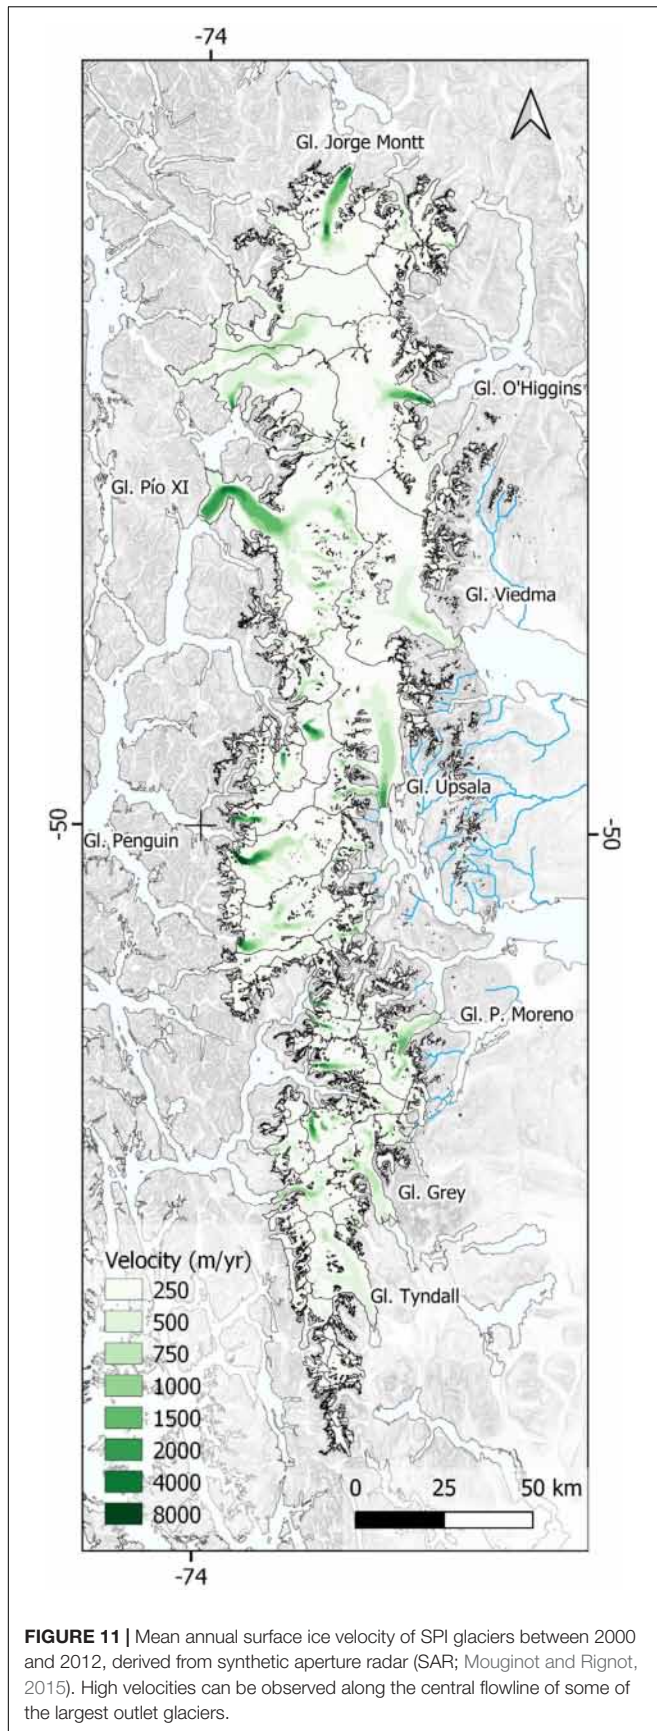 -74
Gl. Jorge Montt
Gl. O'Higgins
Gl. Pío XI
Gl. Viedma
Gl. Upsala
-50
Gl. Penguin
-50
Gl. P. Moreno
Gl. Grey
Gl. Tyndall
Velocity (m/yr)
250
500
750
1000
1500
2000
4000
8000
0 25 50 km
-74
FIGURE 11 | Mean annual surface ice velocity of SPI glaciers between 2000
and 2012, derived from synthetic aperture radar (SAR; Mouginot and Rignot,
2015). High velocities can be observed along the central flowline of some of
the largest outlet glaciers.